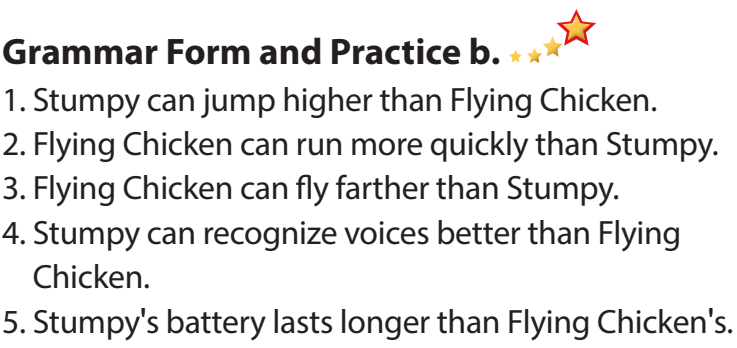 Grammar Form and Practice b.
1. Stumpy can jump higher than Flying Chicken.
2. Flying Chicken can run more quickly than Stumpy.
3. Flying Chicken can fly farther than Stumpy.
4. Stumpy can recognize voices better than Flying
Chicken.
5. Stumpy's battery lasts longer than Flying Chicken's.